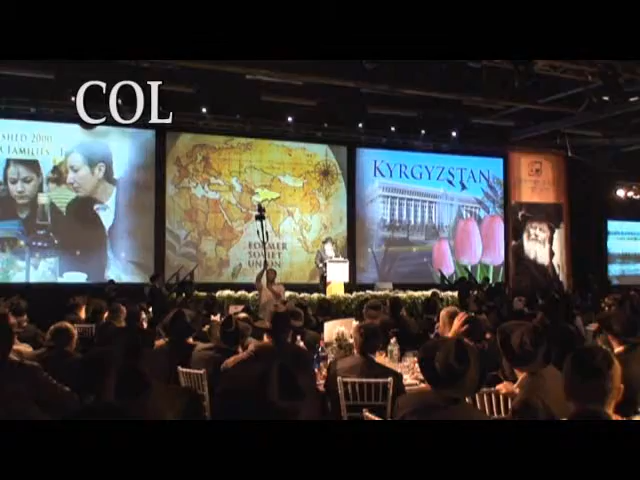 COL
SHED 2000
FAMILIES
FORMER
SOVIET
UNION
KYRGYZSTAN